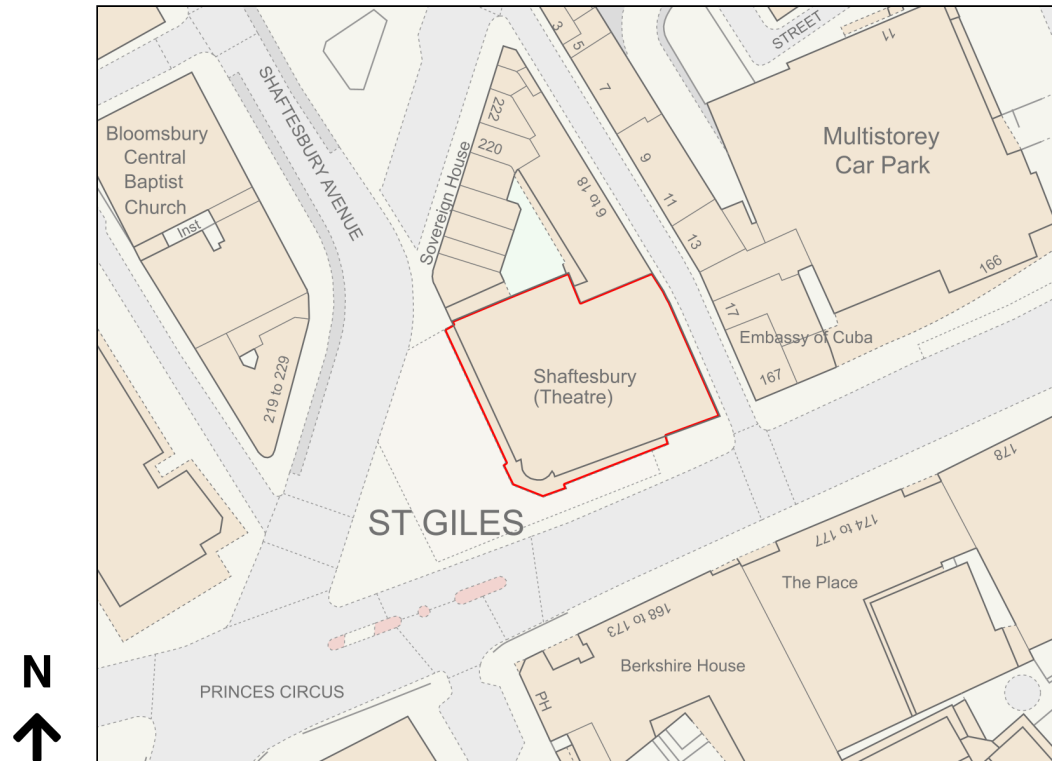 STREET
11
3
5
7
9
11
13
17
SHAFTESBURY AVENUE
Bloomsbury
Central
Baptist
Church
Inst
222
220
Sovereign House
6 to 18
Multistorey
Car Park
166
Embassy of Cuba
167
Shaftesbury
(Theatre)
219 to 229
ST GILES
178
174 to 177
The Place
168 to 173
Berkshire House
PH
PRINCES CIRCUS
N